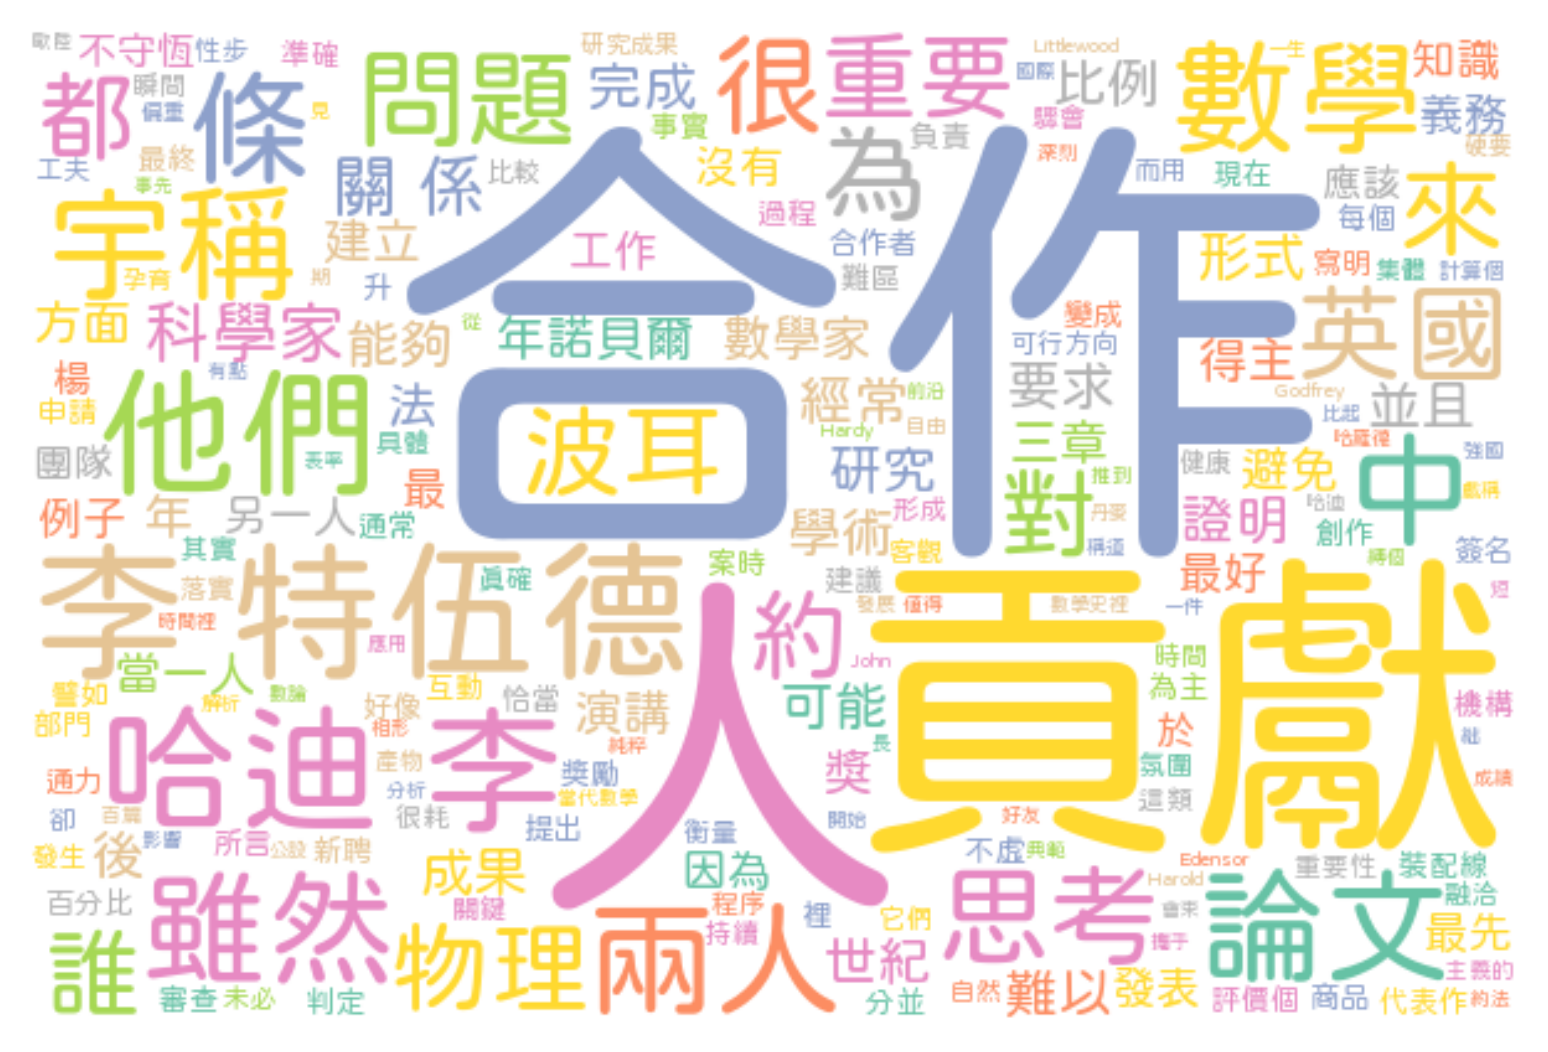 歐陸 不守恆 性步 準確 研究成果 Littlewood 一生
瞬間 問題 完成 很 重要 國際 比例 數學 知識
都 偏重 條 見 事實 驟會 義務
工夫 最終 關係 比較 沒有 為 負責 深刻 而用 現在 應該 硬要
事先 過程 合作者 每個 來
宇稱 建立 工作 合作 形式 寫明 集體 計算個
孕育 期 升 難區
方面 科學家 能夠 從 年諾貝爾 數學家 可行方向 變成 英國
楊 有點 得主
申請 他們 法 波耳 經常 前沿 要求 Godfrey 比起 並且
團隊 表平 具體 Hardy 自由 三章 哈羅德 強國
最 研究 對 推到 健康 避免 中 戲稱
例子 年 另一人 通常 形成 丹麥 證明 哈迪
其實 學術 客觀 稱道 創作 簽名
李特伍德 落實 眞確 案時 建議 最好 轉個
時間裡 發展 值得 數學史裡 一件 短
應用 人 約 John 貢獻 時間
當一人 數論 互動 恰當 演講 可能 為主
譬如 解析 好像 機構
部門 哈迪 相形 李 純粹 長 於 絀
通力 產物 獎勵 獎 氛圍 成績
卻 百篇 分析 很耗 當代數學 這類
影響 提出 衡量 開始 好友
發生 後 所言 公設 新聘 成果 因為 不虛 典範 Edensor 重要性 裝配線
百分比 關鍵 程序 裡 它們 思考 Harold 論文 融洽
誰 雖然 物理 兩人 持續 世紀 會束 攜手 最先
主義的
審查 未必 判定 分並 自然 難以 發表 評價個 商品 代表作 約法